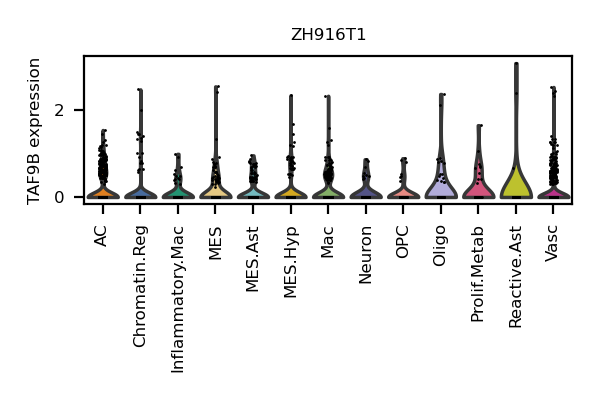 ZH916T1
TAF9B expression
2
0
AC
Chromatin.Reg
Inflammatory.Mac
MES
MES.Ast
MES.Hyp
Mac
Neuron
OPC
Oligo
Prolif.Metab
Reactive.Ast
Vasc